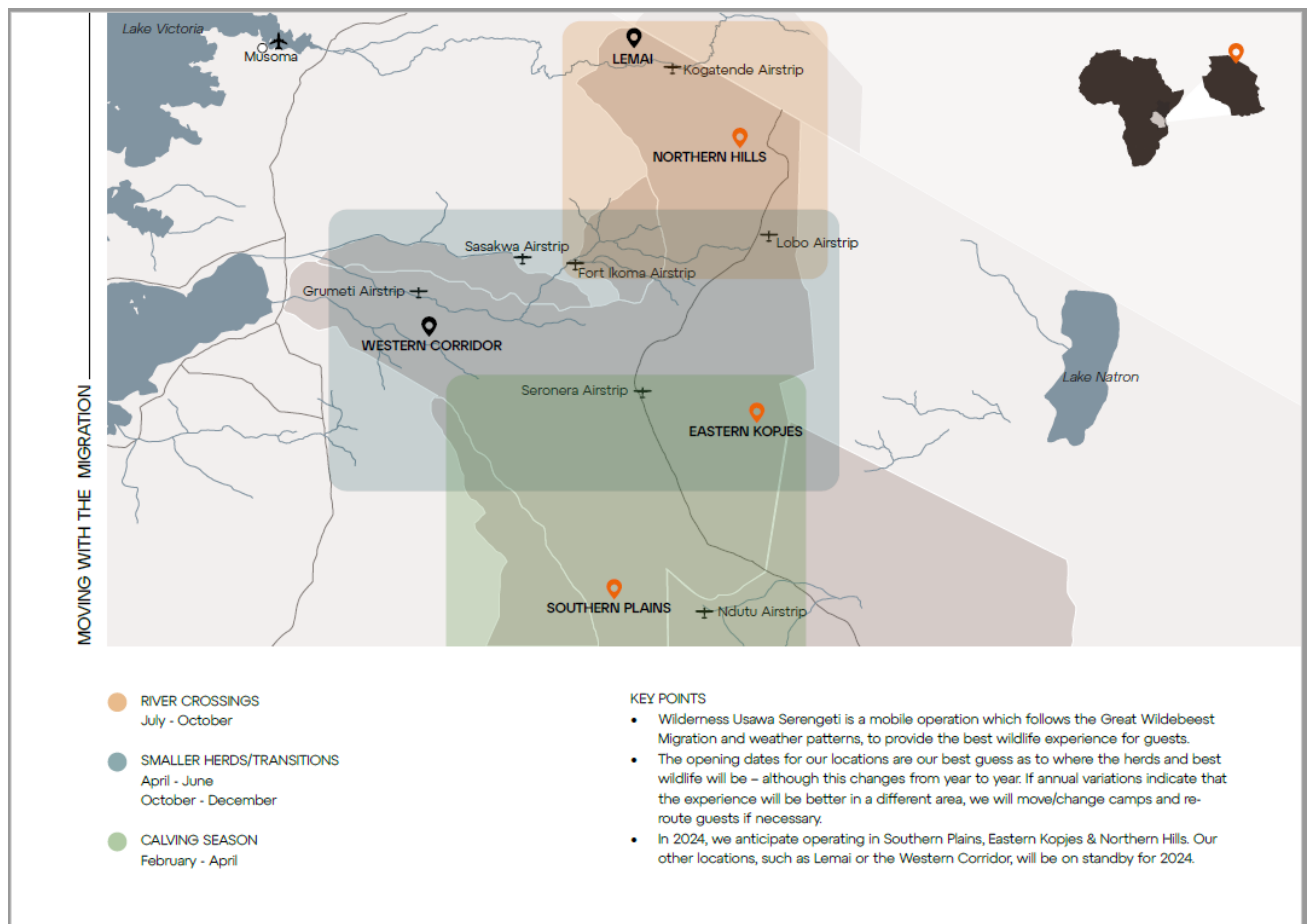 Lake Victoria
Musoma
LEMAI
Kogatende Airstrip
NORTHERN HILLS
Sasakwa Airstrip
Lobo Airstrip
Fort Ikoma Airstrip
Grumeti Airstrip
WESTERN CORRIDOR
Lake Natron
Seronera Airstrip
EASTERN KOPJES
SOUTHERN PLAINS
Ndutu Airstrip
MOVING WITH THE MIGRATION
RIVER CROSSINGS
July - October
SMALLER HERDS/TRANSITIONS
April - June
October - December
CALVING SEASON
February - April
KEY POINTS
• Wilderness Usawa Serengeti is a mobile operation which follows the Great Wildebeest
Migration and weather patterns, to provide the best wildlife experience for guests.
• The opening dates for our locations are our best guess as to where the herds and best
wildlife will be – although this changes from year to year. If annual variations indicate that
the experience will be better in a different area, we will move/change camps and re-
route guests if necessary.
• In 2024, we anticipate operating in Southern Plains, Eastern Kopjes & Northern Hills. Our
other locations, such as Lemai or the Western Corridor, will be on standby for 2024.